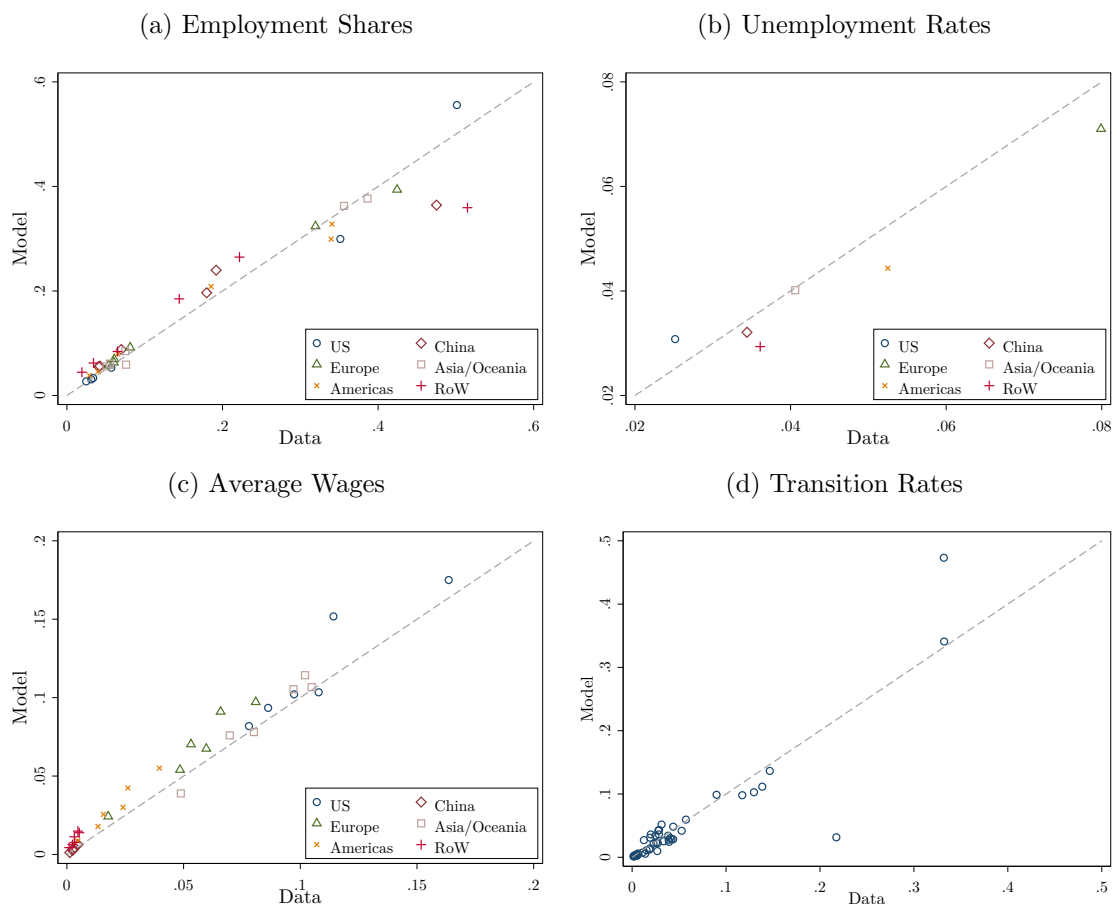 (a) Employment Shares
.6
.4
.2
0
Model
0 .2 .4 .6
Data
US China
Europe Asia/Oceania
Americas RoW
(b) Unemployment Rates
.08
.06
.04
.02
Model
.02 .04 .06 .08
Data
US China
Europe Asia/Oceania
Americas RoW
(c) Average Wages
.2
.15
.1
.05
0
Model
0 .05 .1 .15 .2
Data
US China
Europe Asia/Oceania
Americas RoW
(d) Transition Rates
.5
.4
.3
.2
.1
0
Model
0 .1 .2 .3 .4 .5
Data